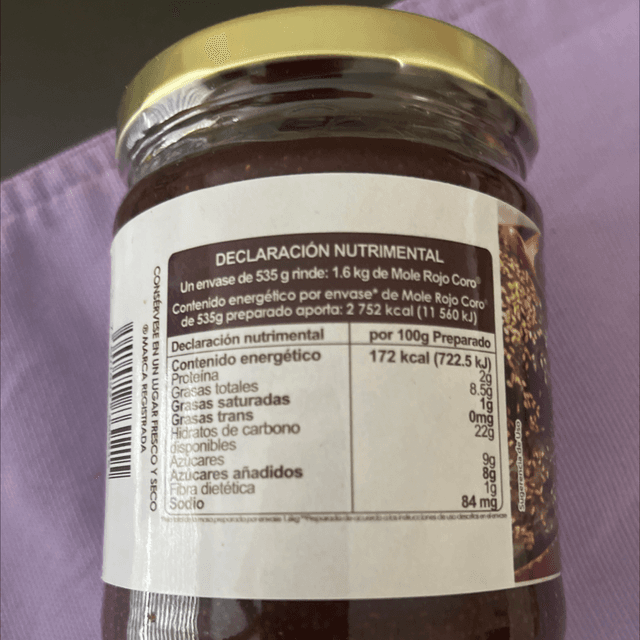 DECLARACIÓN NUTRIMENTAL
Un envase de 535 g rinde: 1.6 kg de Mole Rojo Coro
Contenido energético por envase* de Mole Rojo Coro
de 535g preparado aporta: 2 752 kcal (11 560 kJ)
Declaración nutrimental por 100g Preparado
Contenido energético 172 kcal (722.5 kJ)
Proteína 2g
Grasas totales 8.5g
Grasas saturadas 1g
Grasas trans 0mg
Hidratos de carbono 22g
disponibles
Azúcares 9g
Azúcares añadidos 8g
Fibra dietética 1g
Sodio 84 mg
CONSÉRVESE EN UN LUGAR FRESCO Y SECO
® MARCA REGISTRADA
Sugerencia de Uso